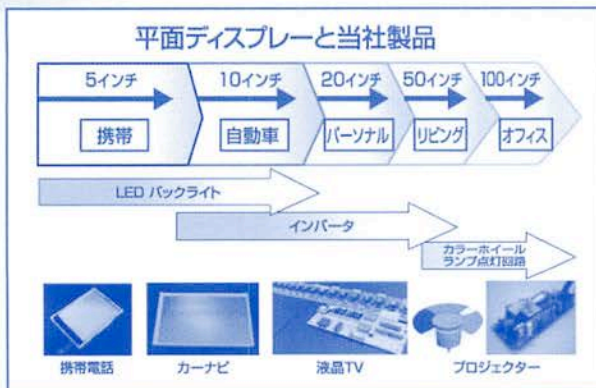 平面ディスプレーと当社製品
5インチ 10インチ 20インチ 50インチ 100インチ
携帯 自動車 パーソナル リビング オフィス
LED バックライト
インバータ
カラーホイール
ランプ点灯回路
携帯電話 カーナビ 液晶TV プロジェクター